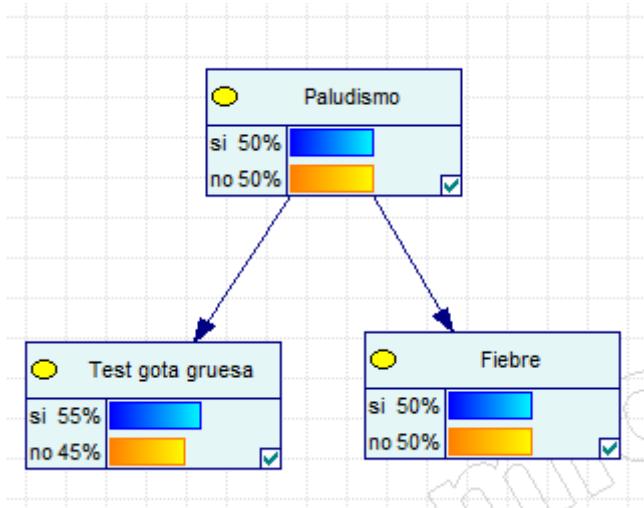 Paludismo
si 50%
no 50%
Test gota gruesa
si 55%
no 45%
Fiebre
si 50%
no 50%